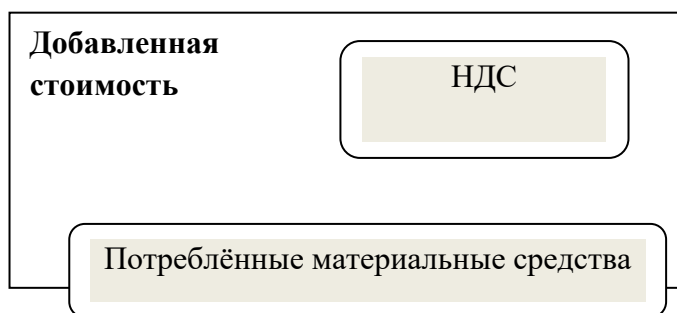 Добавленная
стоимость
НДС
Потреблённые материальные средства